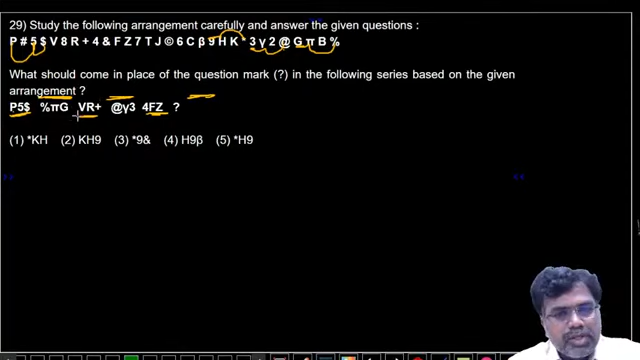 29) Study the following arrangement carefully and answer the given questions :
P # 5 $ V 8 R + 4 & F Z 7 T J © 6 C β 9 H K * 3 γ 2 @ G π B %
What should come in place of the question mark (?) in the following series based on the given
arrangement ?
P5$ %πG VR+ @γ3 4FZ ?
(1) *KH (2) KH9 (3) *9& (4) H9β (5) *H9